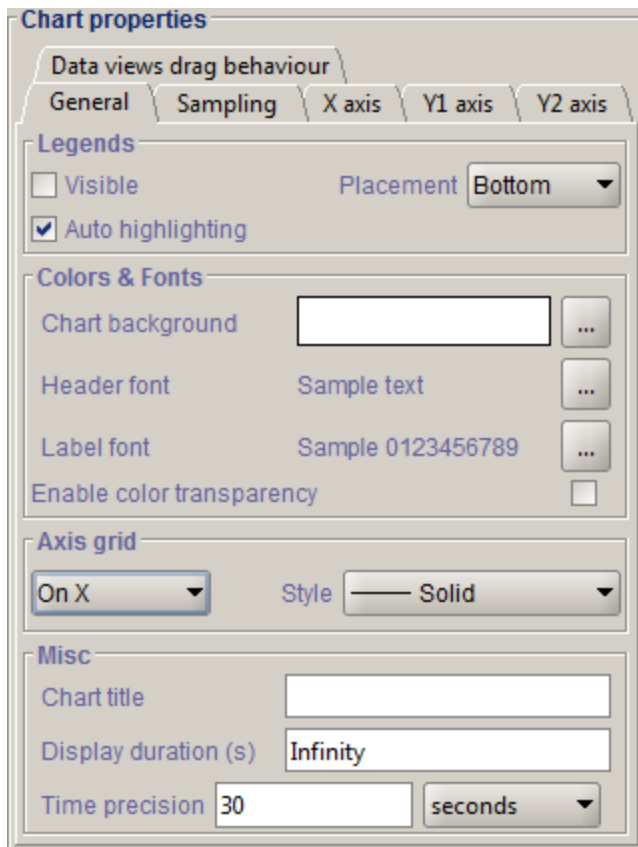 Chart properties
Data views drag behaviour
General Sampling X axis Y1 axis Y2 axis
Legends
Visible Placement Bottom
Auto highlighting
Colors & Fonts
Chart background ...
Header font Sample text ...
Label font Sample 0123456789 ...
Enable color transparency
Axis grid
On X Style Solid
Misc
Chart title
Display duration (s) Infinity
Time precision 30 seconds